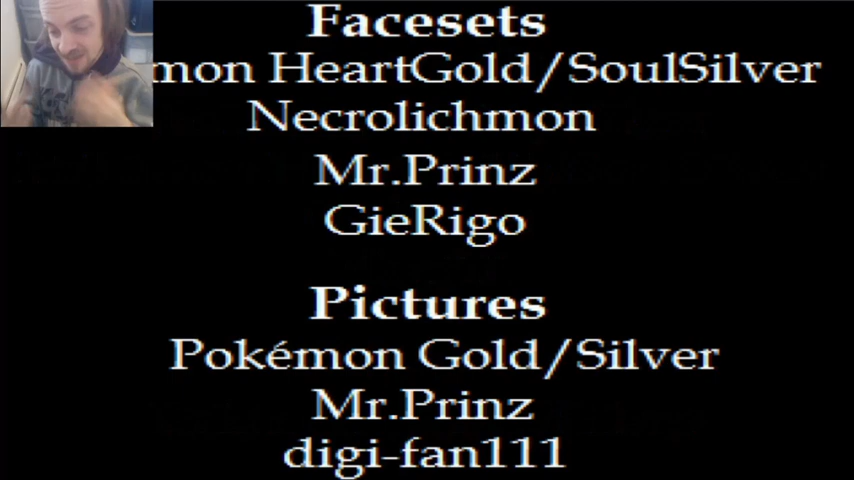 Facesets
mon HeartGold/SoulSilver
Necrolichmon
Mr.Prinz
GieRigo
Pictures
Pokémon Gold/Silver
Mr.Prinz
digi-fan111